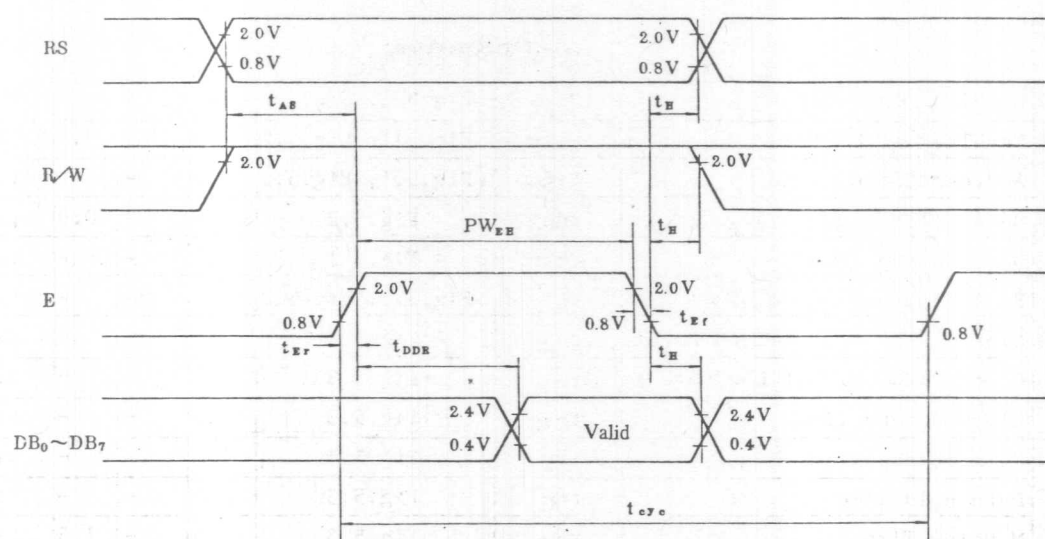 RS
2.0V
0.8V
2.0V
0.8V
tAS
tH
R/W
2.0V
2.0V
PWEH
tH
E
2.0V
0.8V
2.0V
0.8V
tEf
0.8V
tEr
tDDR
tH
DB0~DB7
2.4V
0.4V
Valid
2.4V
0.4V
tcyc